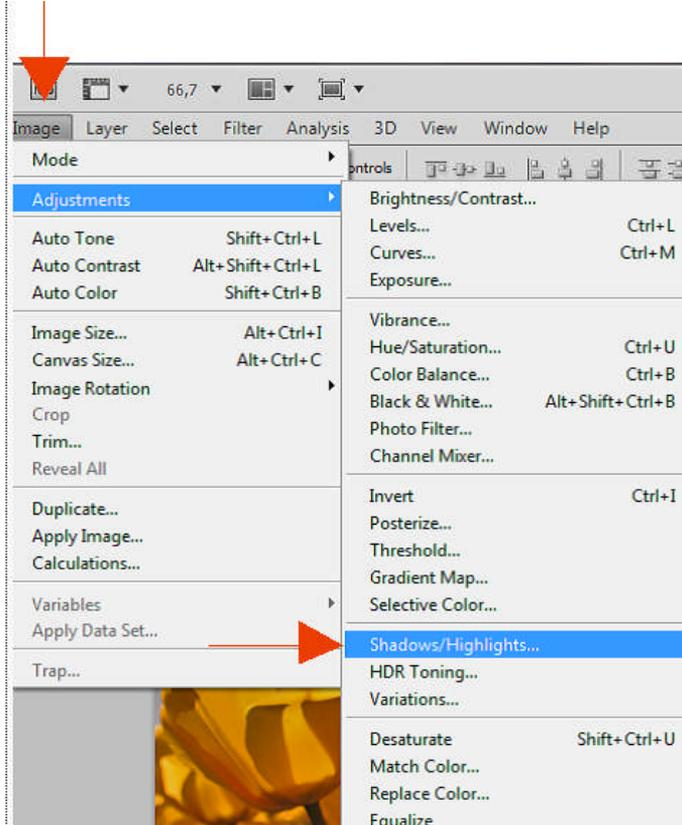 66,7
Image Layer Select Filter Analysis 3D View Window Help
Mode
Adjustments
Auto Tone Shift+Ctrl+L
Auto Contrast Alt+Shift+Ctrl+L
Auto Color Shift+Ctrl+B
Image Size... Alt+Ctrl+I
Canvas Size... Alt+Ctrl+C
Image Rotation
Crop
Trim...
Reveal All
Duplicate...
Apply Image...
Calculations...
Variables
Apply Data Set...
Trap...
Brightness/Contrast...
Levels... Ctrl+L
Curves... Ctrl+M
Exposure...
Vibrance...
Hue/Saturation... Ctrl+U
Color Balance... Ctrl+B
Black & White... Alt+Shift+Ctrl+B
Photo Filter...
Channel Mixer...
Invert Ctrl+I
Posterize...
Threshold...
Gradient Map...
Selective Color...
Shadows/Highlights...
HDR Toning...
Variations...
Desaturate Shift+Ctrl+U
Match Color...
Replace Color...
Equalize